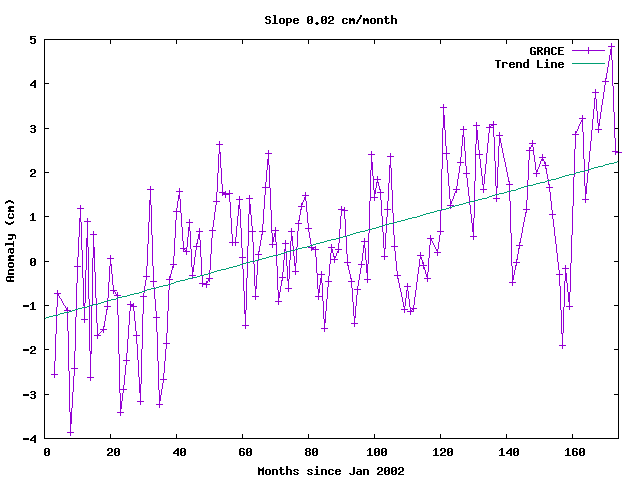 Slope 0.02 cm/month
GRACE
Trend Line
5
4
3
2
1
0
-1
-2
-3
-4
Anomaly (cm)
0 20 40 60 80 100 120 140 160
Months since Jan 2002